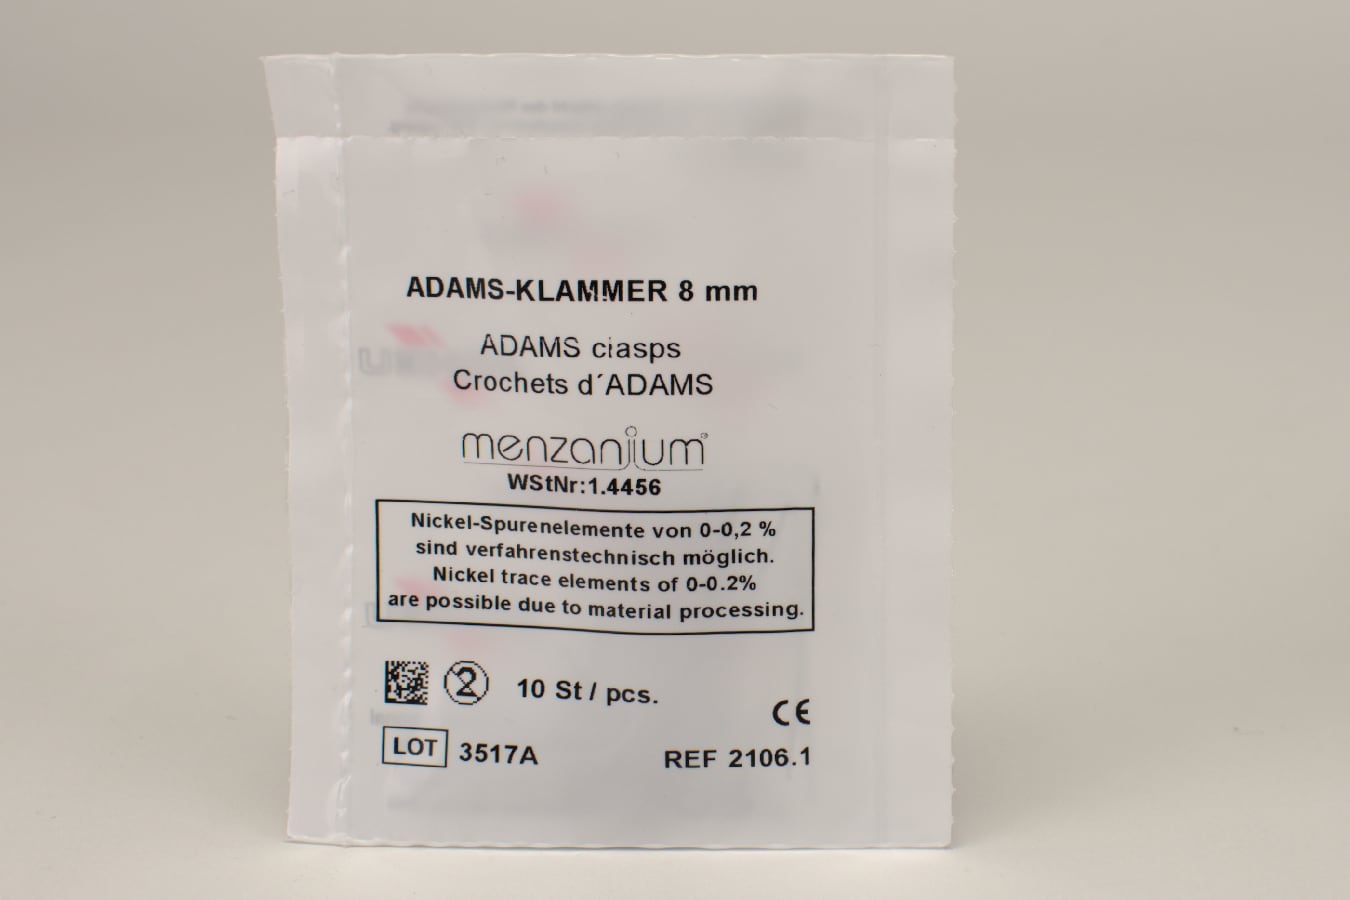 ADAMS-KLAMMER 8 mm
ADAMS clasps
Crochets d´ADAMS
menzanium®
WStNr:1.4456
Nickel-Spurenelemente von 0-0,2 %
sind verfahrenstechnisch möglich.
Nickel trace elements of 0-0.2%
are possible due to material processing.
2 10 St / pcs.
CE
LOT 3517A REF 2106.1